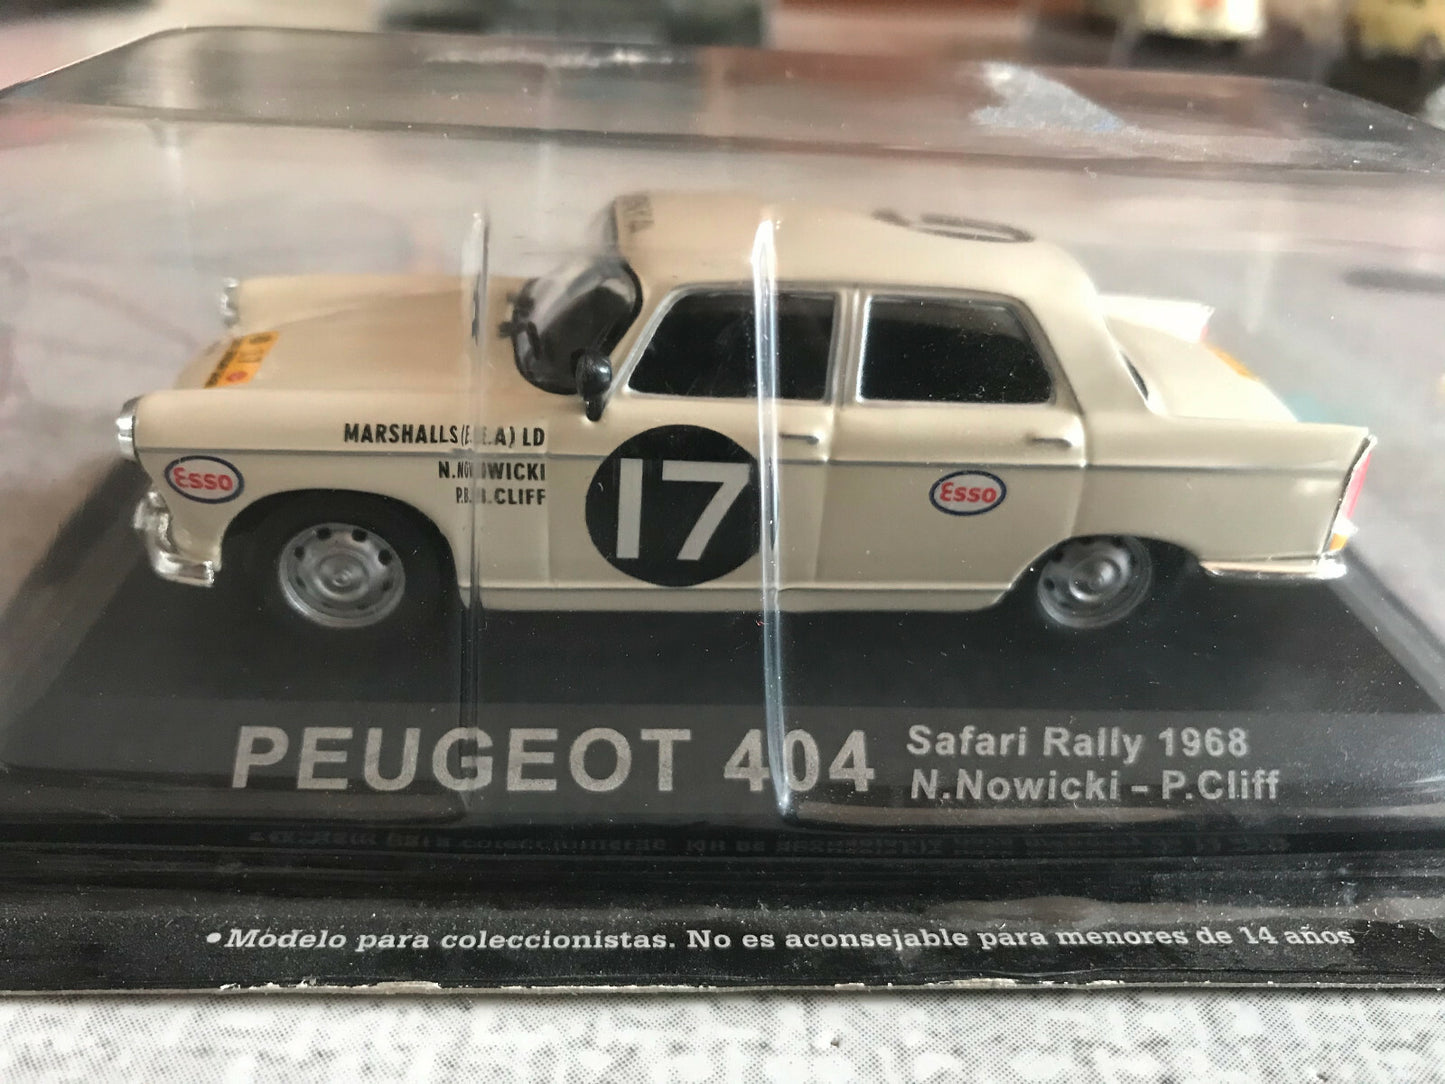 MARSHALLS (E.A) LD
Esso
N.NOWICKI
P.B.CLIFF
17
Esso
PEUGEOT 404
Safari Rally 1968
N.Nowicki - P.Cliff
•Modelo para coleccionistas. No es aconsejable para menores de 14 años